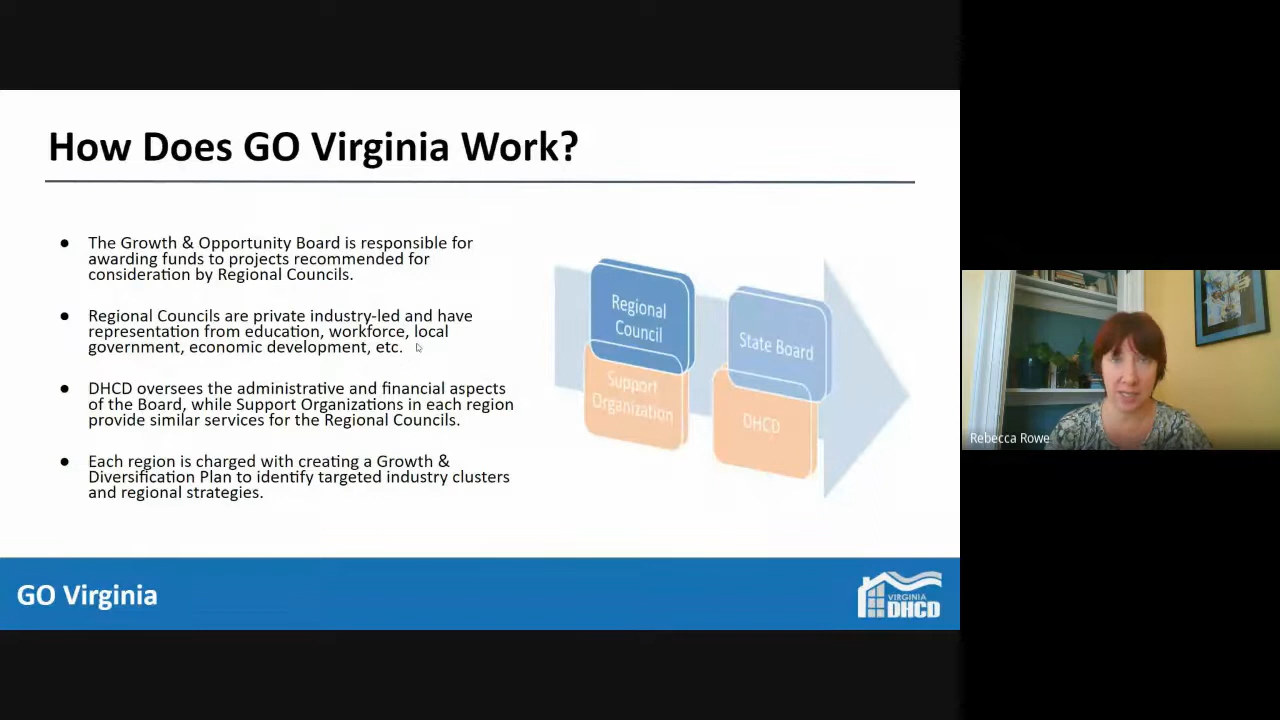 How Does GO Virginia Work?
● The Growth & Opportunity Board is responsible for
awarding funds to projects recommended for
consideration by Regional Councils.
● Regional Councils are private industry-led and have
representation from education, workforce, local
government, economic development, etc.
● DHCD oversees the administrative and financial aspects
of the Board, while Support Organizations in each region
provide similar services for the Regional Councils.
● Each region is charged with creating a Growth &
Diversification Plan to identify targeted industry clusters
and regional strategies.
Regional
Council
Support
Organization
State Board
DHCD
Rebecca Rowe
GO Virginia
VIRGINIA
DHCD